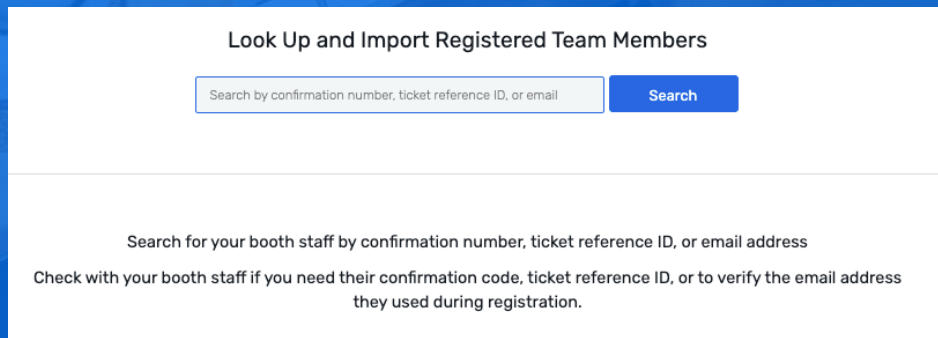 Look Up and Import Registered Team Members
Search by confirmation number, ticket reference ID, or email
Search
Search for your booth staff by confirmation number, ticket reference ID, or email address
Check with your booth staff if you need their confirmation code, ticket reference ID, or to verify the email address
they used during registration.